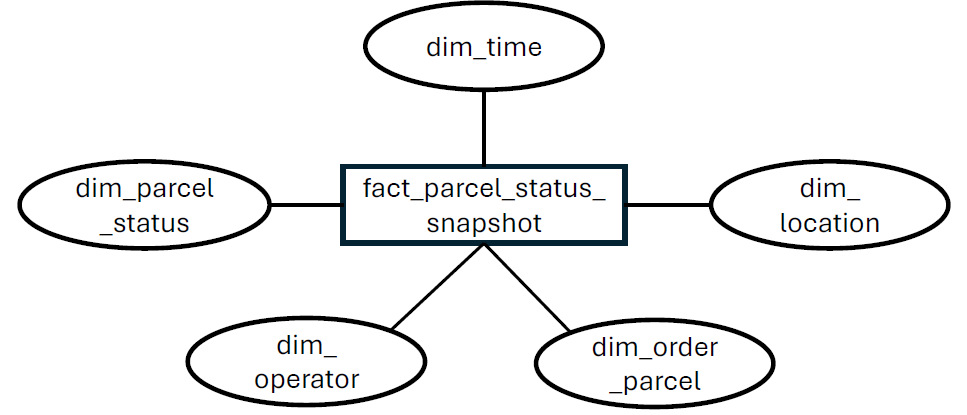 dim_time
dim_parcel
_status
fact_parcel_status_
snapshot
dim_
location
dim_
operator
dim_order
_parcel